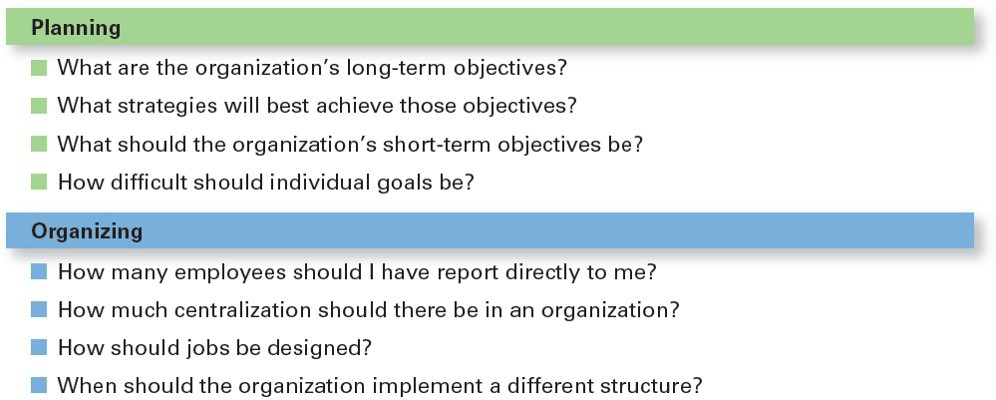 Planning
What are the organization’s long-term objectives?
What strategies will best achieve those objectives?
What should the organization’s short-term objectives be?
How difficult should individual goals be?
Organizing
How many employees should I have report directly to me?
How much centralization should there be in an organization?
How should jobs be designed?
When should the organization implement a different structure?